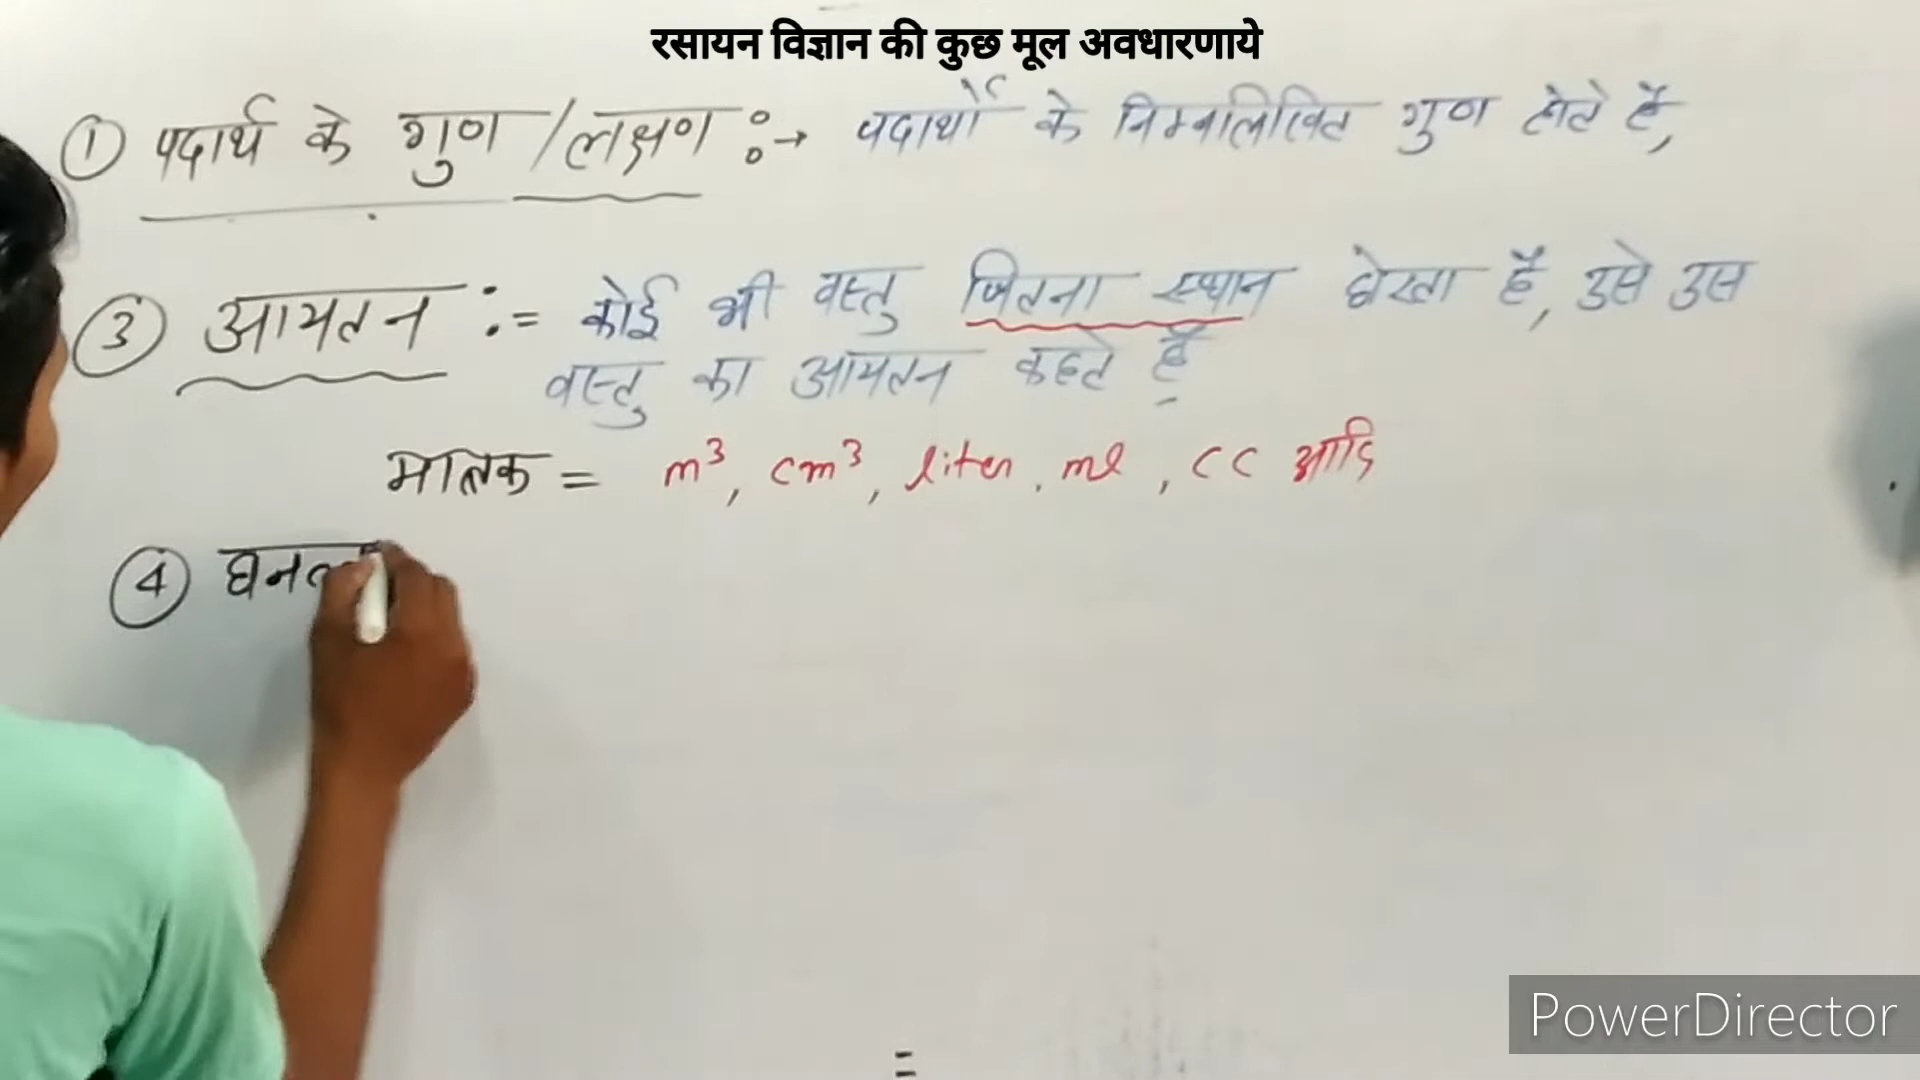 रसायन विज्ञान की कुछ मूल अवधारणाये
① पदार्थ के गुण / लक्षण :→ पदार्थों के निम्नलिखित गुण होते हैं,
③ आयतन := कोई भी वस्तु जितना स्थान घेरता है, उसे उस
वस्तु का आयतन कहते हैं
मात्रक = m³, cm³, liter, ml, CC आदि
④
=
PowerDirector